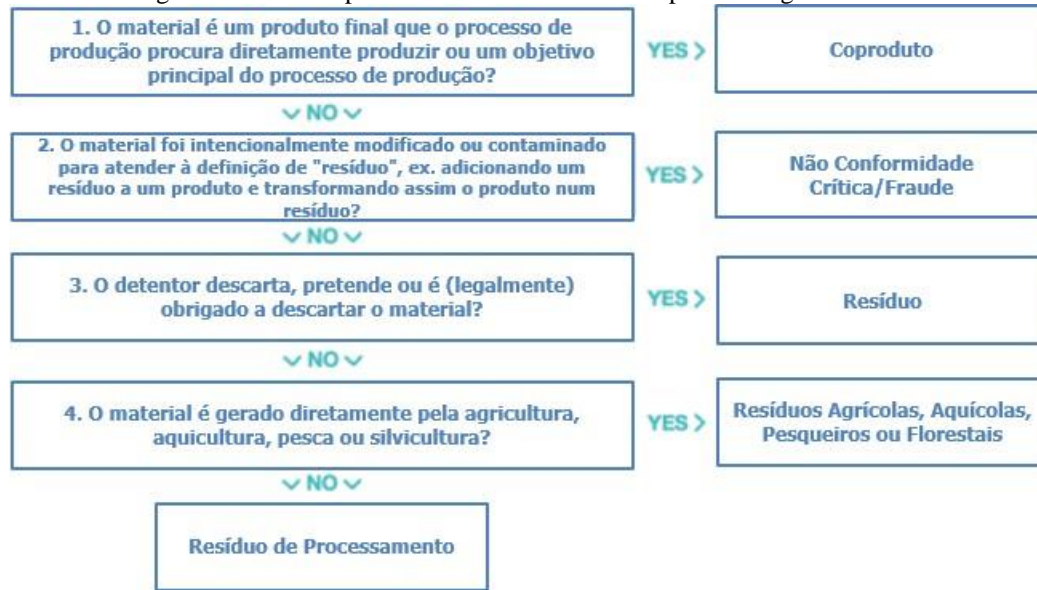 1. O material é um produto final que o processo de
produção procura diretamente produzir ou um objetivo
principal do processo de produção?
YES >
Coproduto
NO
2. O material foi intencionalmente modificado ou contaminado
para atender à definição de "resíduo", ex. adicionando um
resíduo a um produto e transformando assim o produto num
resíduo?
YES >
Não Conformidade
Crítica/Fraude
NO
3. O detentor descarta, pretende ou é (legalmente)
obrigado a descartar o material?
YES >
Resíduo
NO
4. O material é gerado diretamente pela agricultura,
aquicultura, pesca ou silvicultura?
YES >
Resíduos Agrícolas, Aquícolas,
Pesqueiros ou Florestais
NO
Resíduo de Processamento